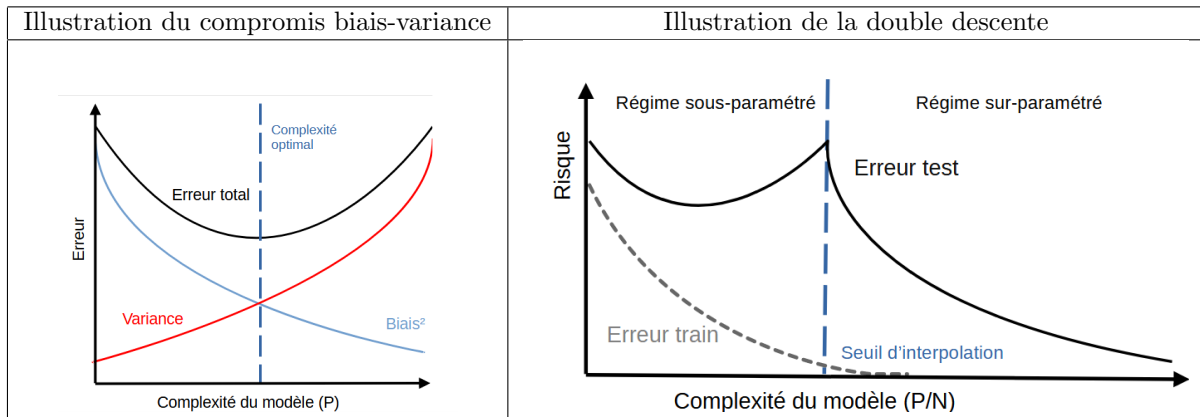 Illustration du compromis biais-variance
Illustration de la double descente
Complexité
optimal
Erreur total
Erreur
Variance
Biais²
Complexité du modèle (P)
Régime sous-paramétré
Régime sur-paramétré
Risque
Erreur test
Erreur train
Seuil d'interpolation
Complexité du modèle (P/N)